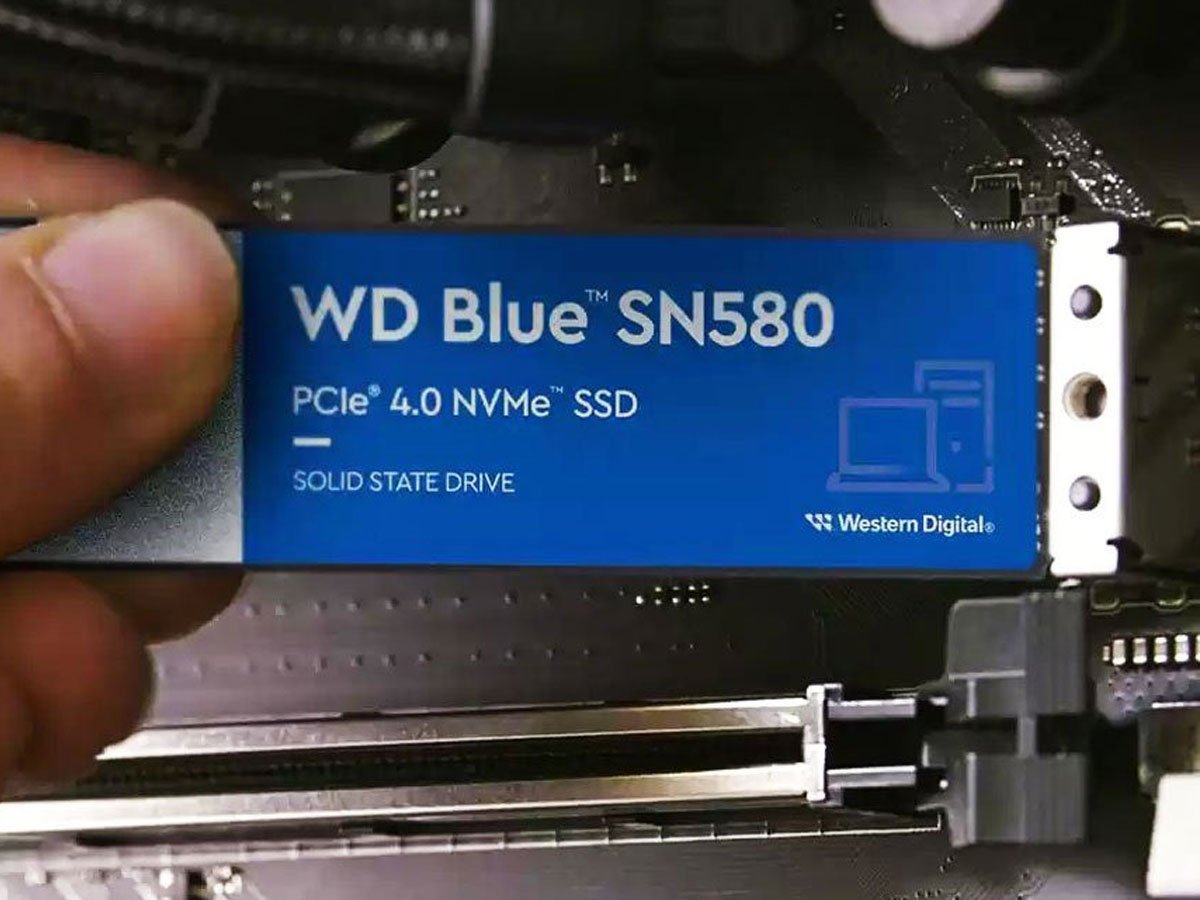 WD Blue™ SN580
PCIe® 4.0 NVMe™ SSD
SOLID STATE DRIVE
Western Digital®